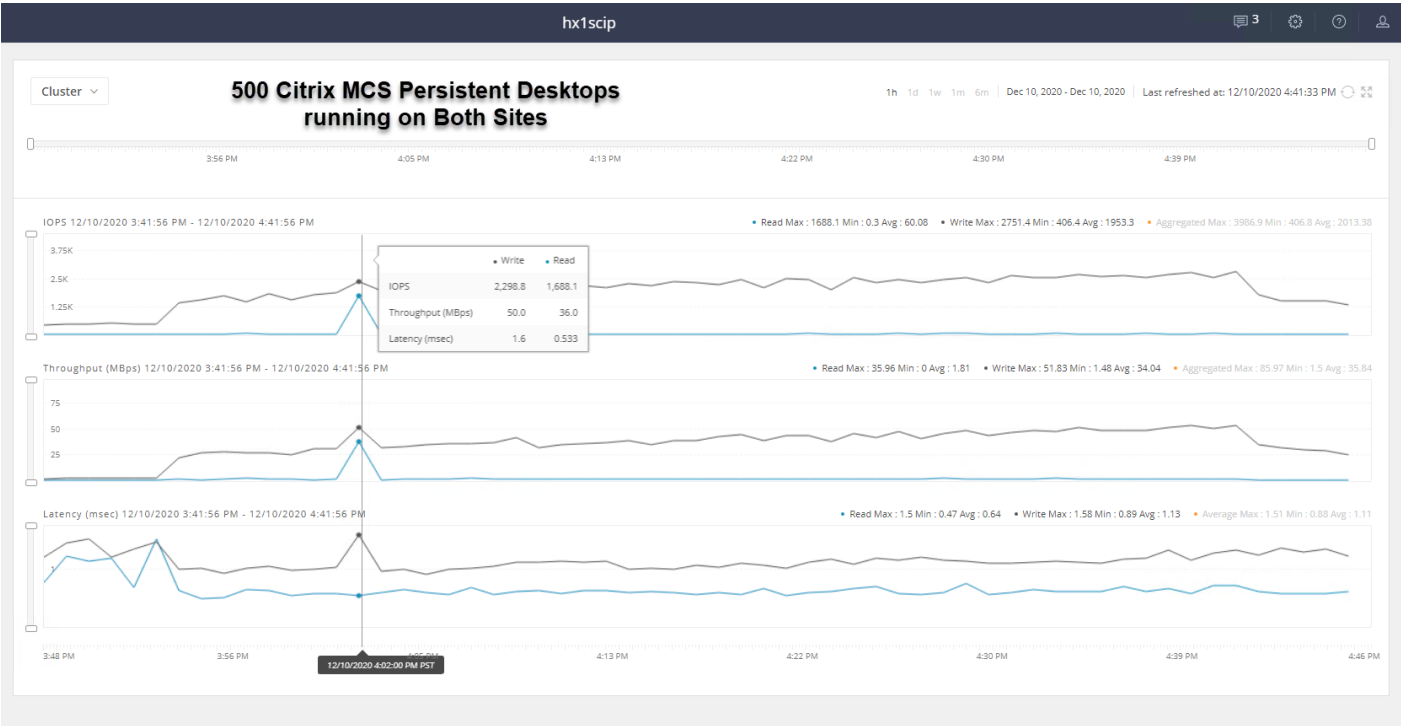 hx1scip
3
Cluster
500 Citrix MCS Persistent Desktops
running on Both Sites
1h 1d 1w 1m 6m Dec 10, 2020 - Dec 10, 2020 Last refreshed at: 12/10/2020 4:41:33 PM
3:56 PM 4:05 PM 4:13 PM 4:22 PM 4:30 PM 4:39 PM
IOPS 12/10/2020 3:41:56 PM - 12/10/2020 4:41:56 PM • Read Max : 1688.1 Min : 0.3 Avg : 60.08 • Write Max : 2751.4 Min : 406.4 Avg : 1953.3 • Aggregated Max : 3986.9 Min : 406.8 Avg : 2013.38
3.75K
2.5K
1.25K
• Write • Read
IOPS 2,298.8 1,688.1
Throughput (MBps) 50.0 36.0
Latency (msec) 1.6 0.533
Throughput (MBps) 12/10/2020 3:41:56 PM - 12/10/2020 4:41:56 PM • Read Max : 35.96 Min : 0 Avg : 1.81 • Write Max : 51.83 Min : 1.48 Avg : 34.04 • Aggregated Max : 85.97 Min : 1.5 Avg : 35.84
75
50
25
Latency (msec) 12/10/2020 3:41:56 PM - 12/10/2020 4:41:56 PM • Read Max : 1.5 Min : 0.47 Avg : 0.64 • Write Max : 1.58 Min : 0.89 Avg : 1.13 • Average Max : 1.51 Min : 0.88 Avg : 1.11
1
3:48 PM 3:56 PM 4:05 PM 4:13 PM 4:22 PM 4:30 PM 4:39 PM 4:46 PM
12/10/2020 4:02:00 PM PST